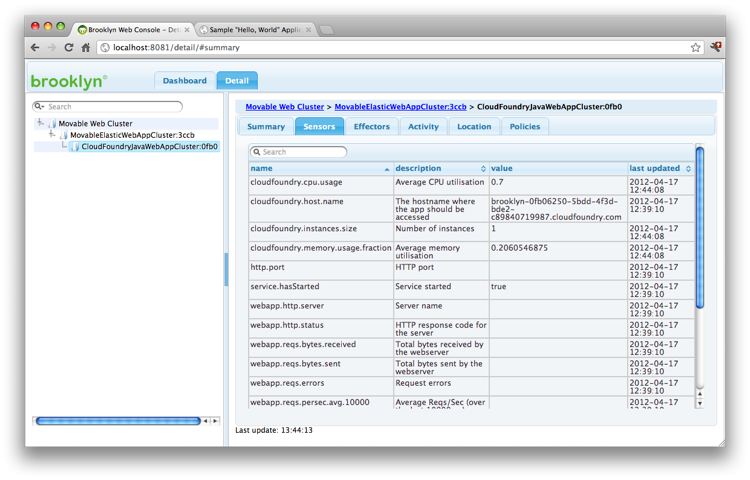 Brooklyn Web Console – Deta
Sample "Hello, World" Applic
localhost:8081/detail/#summary
brooklyn
Dashboard
Detail
Search
Movable Web Cluster
MovableElasticWebAppCluster:3ccb
CloudFoundryJavaWebAppCluster:0fb0
Movable Web Cluster > MovableElasticWebAppCluster:3ccb > CloudFoundryJavaWebAppCluster:0fb0
Summary Sensors Effectors Activity Location Policies
Search
name description value last updated
cloudfoundry.cpu.usage Average CPU utilisation 0.7 2012-04-17
12:44:08
cloudfoundry.host.name The hostname where brooklyn-0fb06250-5bdd-4f3d- 2012-04-17
the app should be bde2- 12:39:10
accessed c89840719987.cloudfoundry.com
cloudfoundry.instances.size Number of instances 1 2012-04-17
12:44:08
cloudfoundry.memory.usage.fraction Average memory 0.2060546875 2012-04-17
utilisation 12:44:08
http.port HTTP port 2012-04-17
12:39:10
service.hasStarted Service started true 2012-04-17
12:39:10
webapp.http.server Server name 2012-04-17
12:39:10
webapp.http.status HTTP response code for 2012-04-17
the server 12:39:10
webapp.reqs.bytes.received Total bytes received by 2012-04-17
the webserver 12:39:10
webapp.reqs.bytes.sent Total bytes sent by the 2012-04-17
webserver 12:39:10
webapp.reqs.errors Request errors 2012-04-17
12:39:10
webapp.reqs.persec.avg.10000 Average Reqs/Sec (over 2012-04-17
Last update: 13:44:13